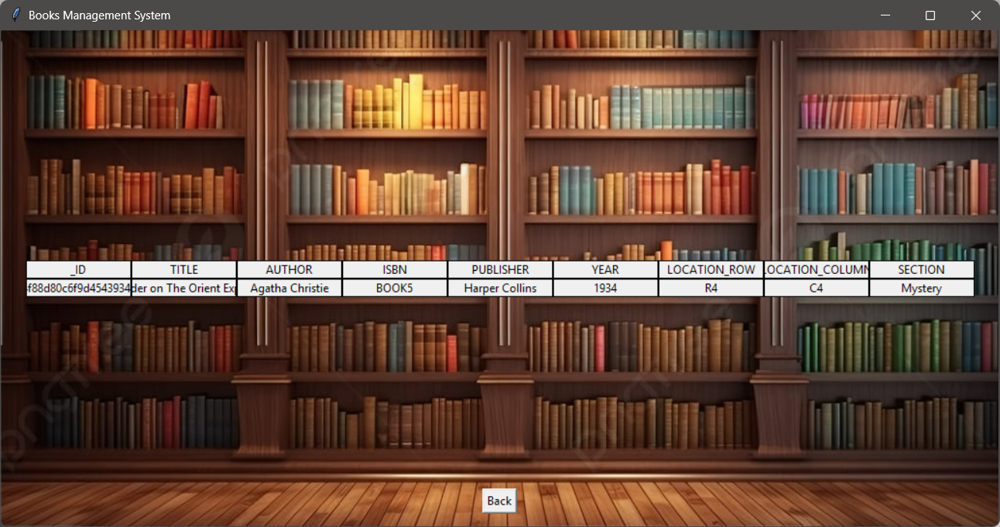 Books Management System
_ID TITLE AUTHOR ISBN PUBLISHER YEAR LOCATION_ROW OCATION_COLUMN SECTION
f88d80c6f9d4543934 der on The Orient Exp Agatha Christie BOOK5 Harper Collins 1934 R4 C4 Mystery
Back